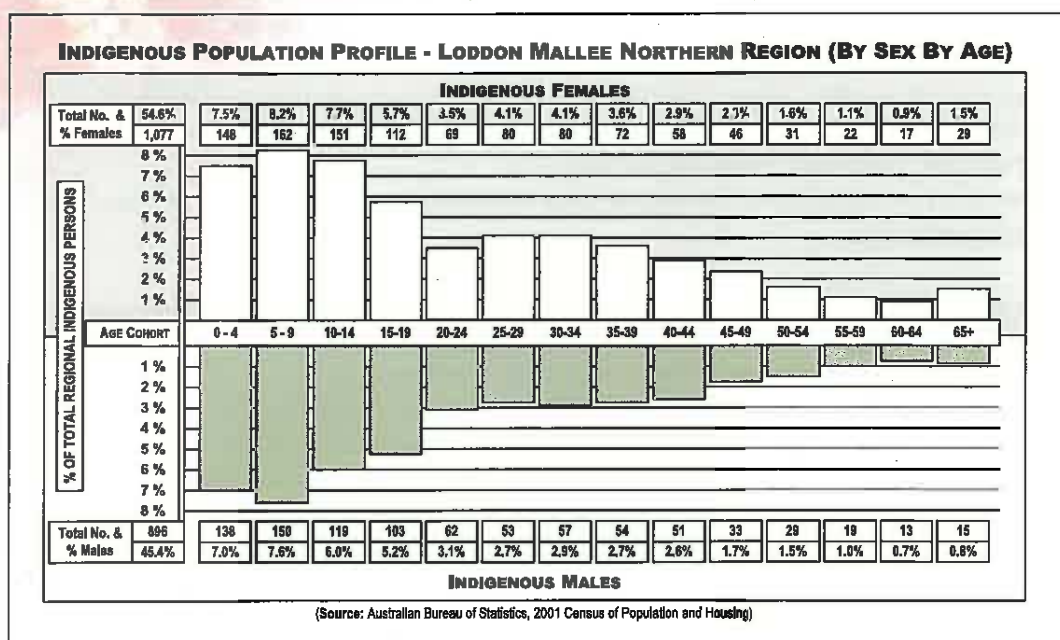 INDIGENOUS POPULATION PROFILE - LODDON MALLEE NORTHERN REGION (BY SEX BY AGE)
INDIGENOUS FEMALES
Total No. & 54.6% 7.5% 8.2% 7.7% 5.7% 3.5% 4.1% 4.1% 3.6% 2.9% 2.3% 1.6% 1.1% 0.9% 1.5%
% Females 1,077 148 162 151 112 69 80 80 72 58 46 31 22 17 29
% OF TOTAL REGIONAL INDIGENOUS PERSONS
8 %
7 %
6 %
5 %
4 %
3 %
2 %
1 %
AGE COHORT 0 - 4 5 - 9 10-14 15-19 20-24 25-29 30-34 35-39 40-44 45-49 50-54 55-59 60-64 65+
1 %
2 %
3 %
4 %
5 %
6 %
7 %
8 %
Total No. & 896 138 150 119 103 62 53 57 54 51 33 29 19 13 15
% Males 45.4% 7.0% 7.6% 6.0% 5.2% 3.1% 2.7% 2.9% 2.7% 2.6% 1.7% 1.5% 1.0% 0.7% 0.8%
INDIGENOUS MALES
(Source: Australian Bureau of Statistics, 2001 Census of Population and Housing)